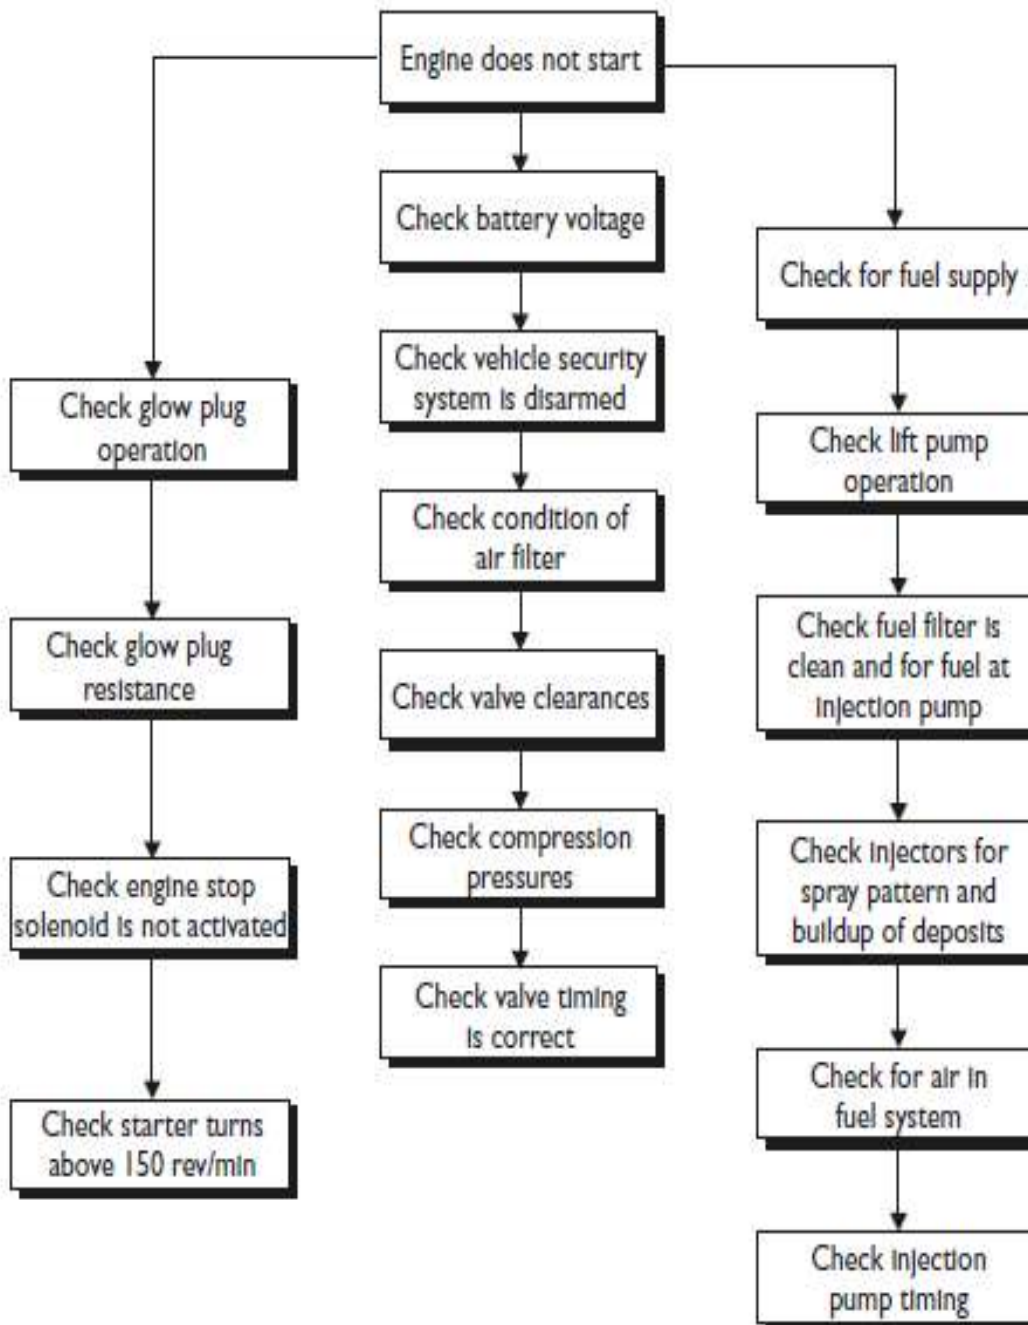 Engine does not start
Check glow plug
operation
Check glow plug
resistance
Check engine stop
solenoid is not activated
Check starter turns
above 150 rev/min
Check battery voltage
Check vehicle security
system is disarmed
Check condition of
air filter
Check valve clearances
Check compression
pressures
Check valve timing
is correct
Check for fuel supply
Check lift pump
operation
Check fuel filter is
clean and for fuel at
injection pump
Check injectors for
spray pattern and
buildup of deposits
Check for air in
fuel system
Check injection
pump timing